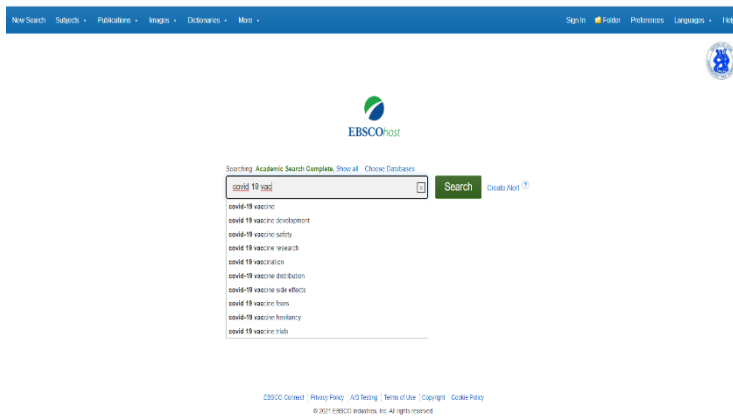 New Search Subjects Publications Images Dictionaries More Sign In Folder Preferences Languages Help
EBSCOhost
Searching: Academic Search Complete, Show all Choose Databases
covid 19 vac Search Create Alert ?
covid-19 vaccine
covid 19 vaccine development
covid-19 vaccine safety
covid 19 vaccine research
covid 19 vaccination
covid-19 vaccine distribution
covid-19 vaccine side effects
covid 19 vaccine fears
covid-19 vaccine hesitancy
covid 19 vaccine trials
EBSCO Connect Privacy Policy A/B Testing Terms of Use Copyright Cookie Policy
© 2021 EBSCO Industries, Inc. All rights reserved.